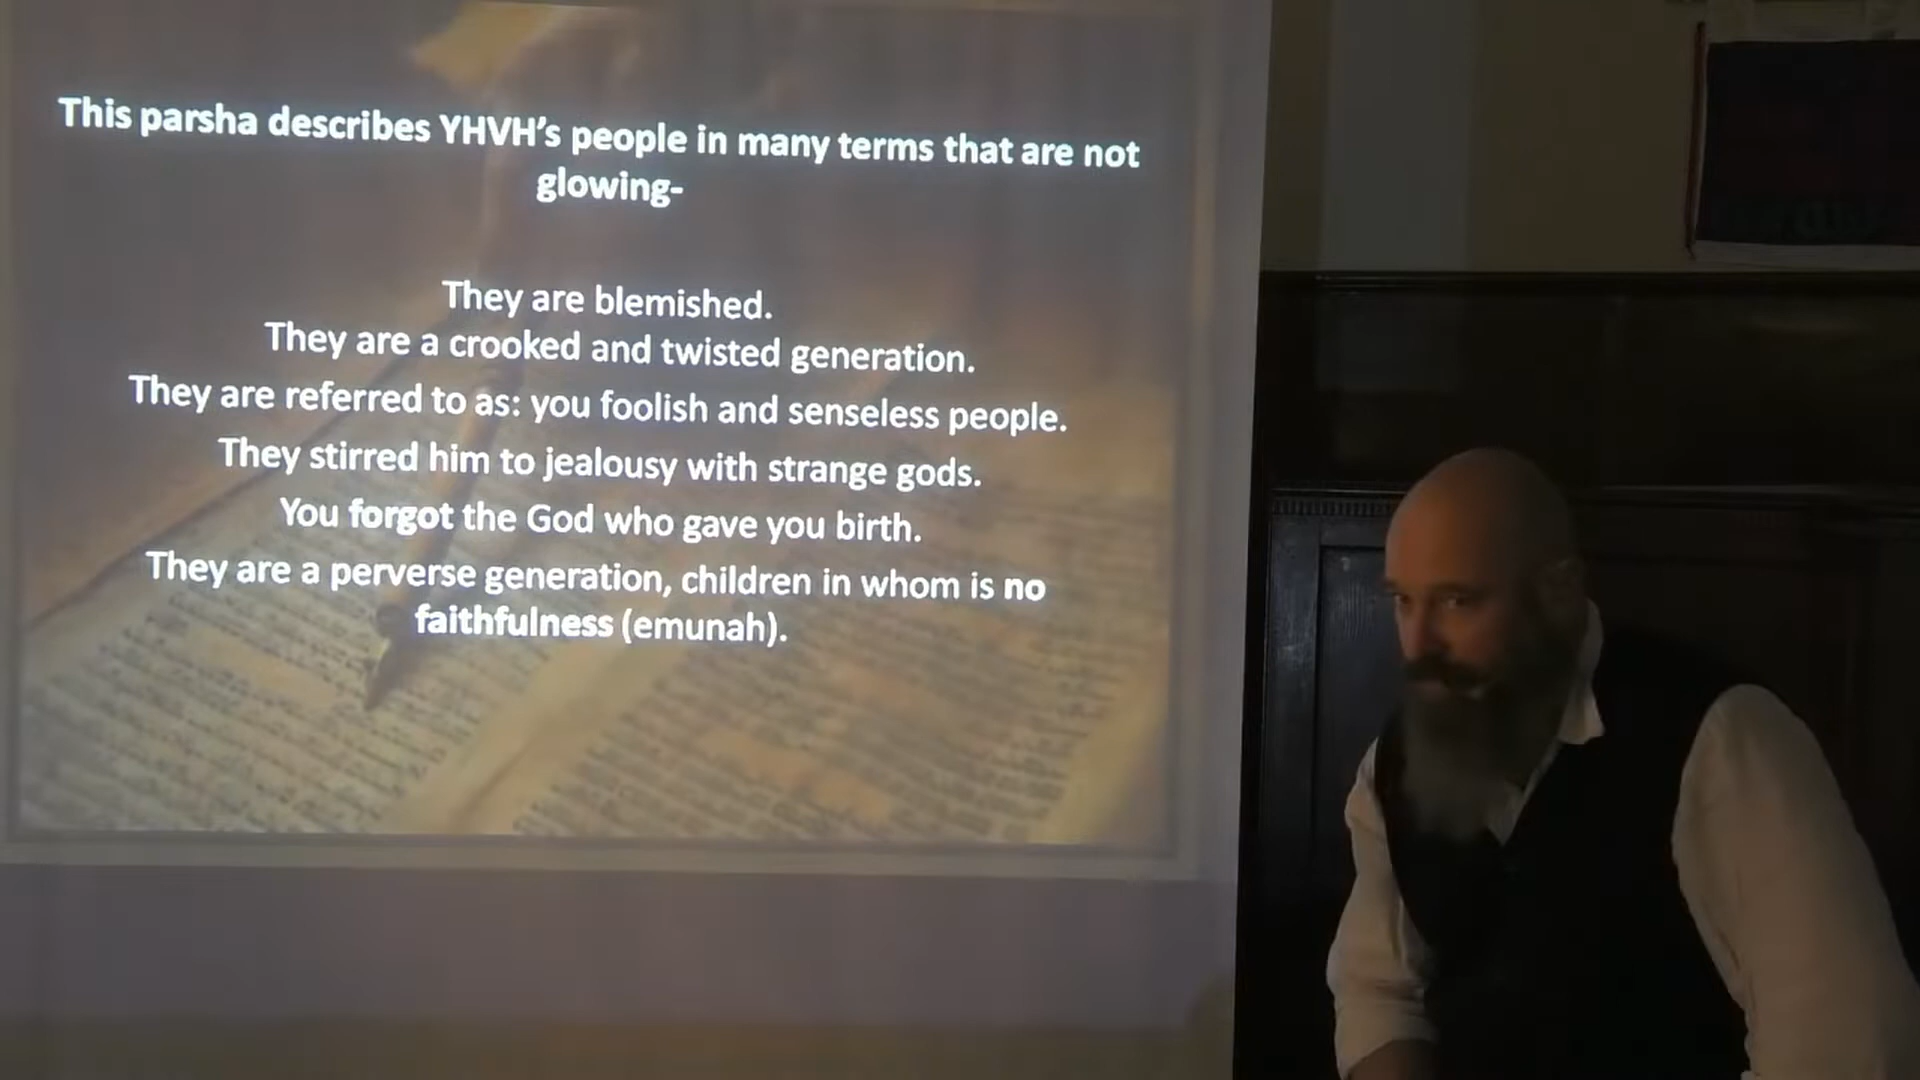 This parsha describes YHVH's people in many terms that are not
glowing-
They are blemished.
They are a crooked and twisted generation.
They are referred to as: you foolish and senseless people.
They stirred him to jealousy with strange gods.
You forgot the God who gave you birth.
They are a perverse generation, children in whom is no
faithfulness (emunah).